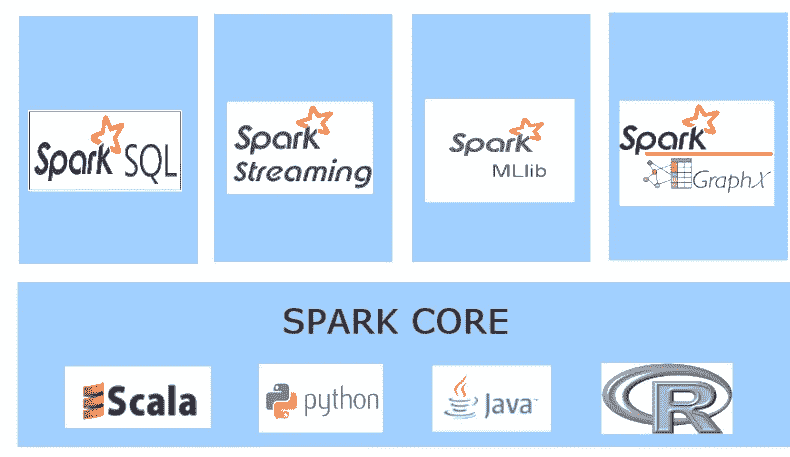 Spark SQL
Spark
Streaming
Spark
MLlib
Spark
GraphX
SPARK CORE
Scala
python
Java
R